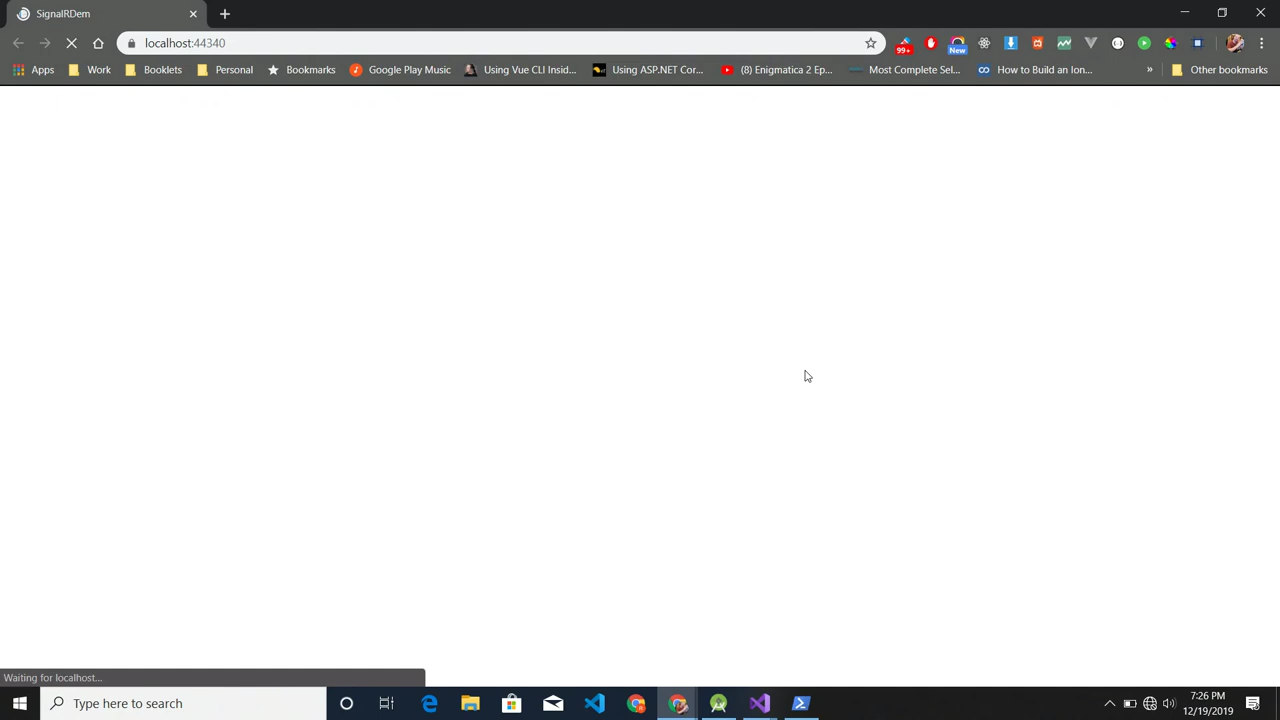 SignalRDem
localhost:44340
99+
New
Apps
Work
Booklets
Personal
Bookmarks
Google Play Music
Using Vue CLI Insid...
Using ASP.NET Cor...
(8) Enigmatica 2 Ep...
Most Complete Sel...
How to Build an Ion...
»
Other bookmarks
Waiting for localhost...
Type here to search
7:26 PM
12/19/2019